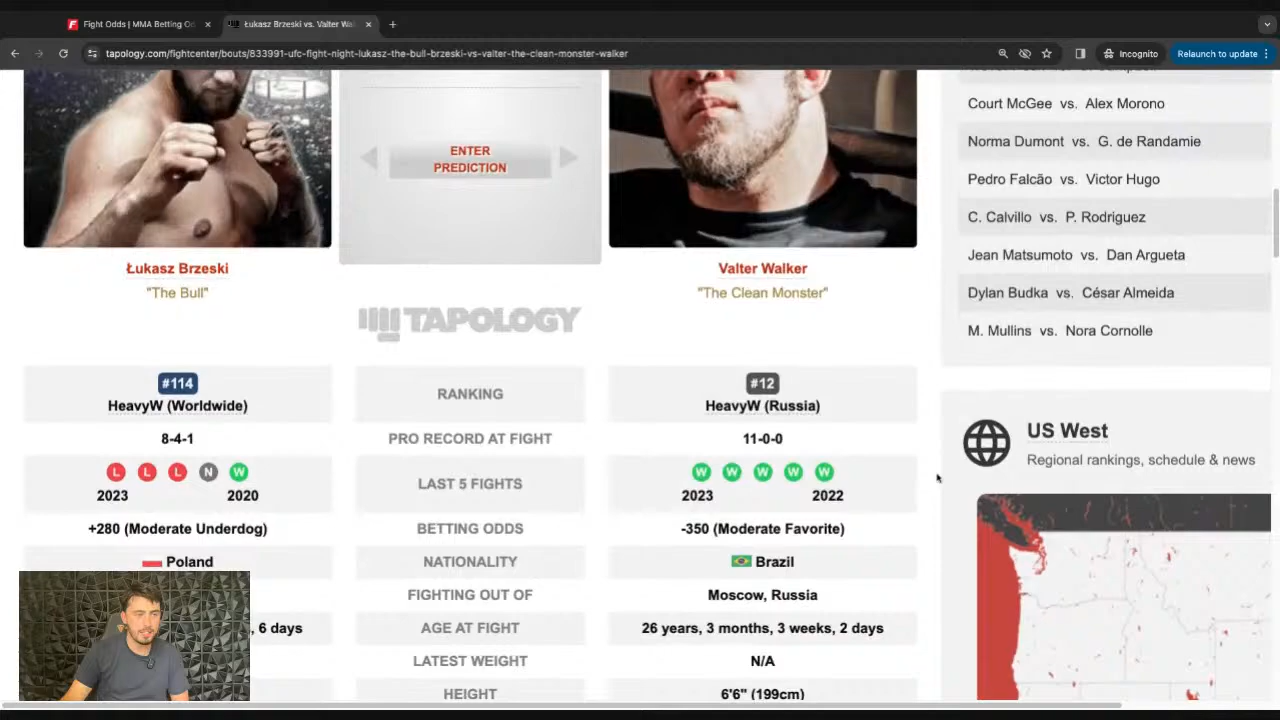 Fight Odds | MMA Betting Od
Łukasz Brzeski vs. Valter Wal
tapology.com/fightcenter/bouts/833991-ufc-fight-night-lukasz-the-bull-brzeski-vs-valter-the-clean-monster-walker
Incognito
Relaunch to update
Court McGee vs. Alex Morono
ENTER
PREDICTION
Norma Dumont vs. G. de Randamie
Pedro Falcão vs. Victor Hugo
C. Calvillo vs. P. Rodriguez
Jean Matsumoto vs. Dan Argueta
Dylan Budka vs. César Almeida
M. Mullins vs. Nora Cornolle
Łukasz Brzeski
Valter Walker
"The Bull"
"The Clean Monster"
TAPOLOGY
#114
HeavyW (Worldwide)
RANKING
#12
HeavyW (Russia)
8-4-1
PRO RECORD AT FIGHT
11-0-0
L L L N W
2023 2020
LAST 5 FIGHTS
W W W W W
2023 2022
+280 (Moderate Underdog)
BETTING ODDS
-350 (Moderate Favorite)
Poland
NATIONALITY
Brazil
FIGHTING OUT OF
Moscow, Russia
, 6 days
AGE AT FIGHT
26 years, 3 months, 3 weeks, 2 days
LATEST WEIGHT
N/A
HEIGHT
6'6" (199cm)
US West
Regional rankings, schedule & news